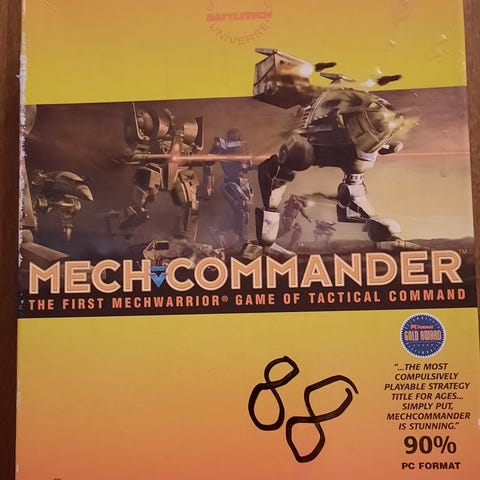 BATTLETECH
UNIVERSE
MECHCOMMANDER™
THE FIRST MECHWARRIOR® GAME OF TACTICAL COMMAND
PC FORMAT
GOLD AWARD
"...THE MOST
COMPULSIVELY
PLAYABLE STRATEGY
TITLE FOR AGES...
SIMPLY PUT,
MECHCOMMANDER
IS STUNNING."
90%
PC FORMAT
88